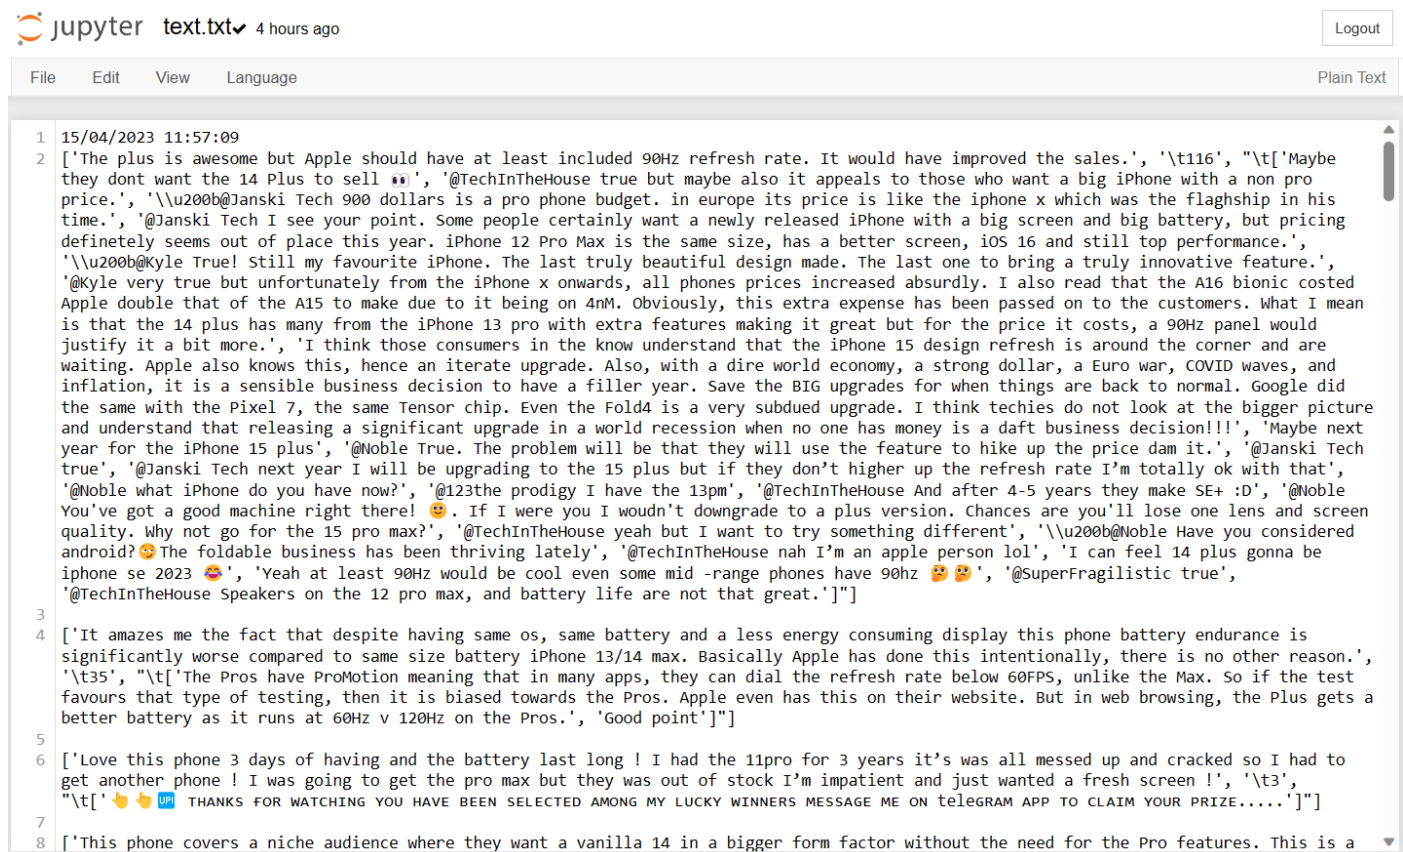 jupyter text.txt✔ 4 hours ago Logout
File Edit View Language Plain Text
1 15/04/2023 11:57:09
2 ['The plus is awesome but Apple should have at least included 90Hz refresh rate. It would have improved the sales.', '\t116', "\t['Maybe
they dont want the 14 Plus to sell 👀', '@TechInTheHouse true but maybe also it appeals to those who want a big iPhone with a non pro
price.', '\\u200b@Janski Tech 900 dollars is a pro phone budget. in europe its price is like the iphone x which was the flaghship in his
time.', '@Janski Tech I see your point. Some people certainly want a newly released iPhone with a big screen and big battery, but pricing
definetely seems out of place this year. iPhone 12 Pro Max is the same size, has a better screen, iOS 16 and still top performance.',
'\\u200b@Kyle True! Still my favourite iPhone. The last truly beautiful design made. The last one to bring a truly innovative feature.',
'@Kyle very true but unfortunately from the iPhone x onwards, all phones prices increased absurdly. I also read that the A16 bionic costed
Apple double that of the A15 to make due to it being on 4nM. Obviously, this extra expense has been passed on to the customers. What I mean
is that the 14 plus has many from the iPhone 13 pro with extra features making it great but for the price it costs, a 90Hz panel would
justify it a bit more.', 'I think those consumers in the know understand that the iPhone 15 design refresh is around the corner and are
waiting. Apple also knows this, hence an iterate upgrade. Also, with a dire world economy, a strong dollar, a Euro war, COVID waves, and
inflation, it is a sensible business decision to have a filler year. Save the BIG upgrades for when things are back to normal. Google did
the same with the Pixel 7, the same Tensor chip. Even the Fold4 is a very subdued upgrade. I think techies do not look at the bigger picture
and understand that releasing a significant upgrade in a world recession when no one has money is a daft business decision!!!', 'Maybe next
year for the iPhone 15 plus', '@Noble True. The problem will be that they will use the feature to hike up the price dam it.', '@Janski Tech
true', '@Janski Tech next year I will be upgrading to the 15 plus but if they don’t higher up the refresh rate I’m totally ok with that',
'@Noble what iPhone do you have now?', '@123the prodigy I have the 13pm', '@TechInTheHouse And after 4-5 years they make SE+ :D', '@Noble
You've got a good machine right there! 🙂. If I were you I woudn't downgrade to a plus version. Chances are you'll lose one lens and screen
quality. Why not go for the 15 pro max?', '@TechInTheHouse yeah but I want to try something different', '\\u200b@Noble Have you considered
android?😏The foldable business has been thriving lately', '@TechInTheHouse nah I’m an apple person lol', 'I can feel 14 plus gonna be
iphone se 2023 😂', 'Yeah at least 90Hz would be cool even some mid -range phones have 90hz 🤔🤔', '@SuperFragilistic true',
'@TechInTheHouse Speakers on the 12 pro max, and battery life are not that great.']"]
3
4 ['It amazes me the fact that despite having same os, same battery and a less energy consuming display this phone battery endurance is
significantly worse compared to same size battery iPhone 13/14 max. Basically Apple has done this intentionally, there is no other reason.',
'\t35', "\t['The Pros have ProMotion meaning that in many apps, they can dial the refresh rate below 60FPS, unlike the Max. So if the test
favours that type of testing, then it is biased towards the Pros. Apple even has this on their website. But in web browsing, the Plus gets a
better battery as it runs at 60Hz v 120Hz on the Pros.', 'Good point']"]
5
6 ['Love this phone 3 days of having and the battery last long ! I had the 11pro for 3 years it’s was all messed up and cracked so I had to
get another phone ! I was going to get the pro max but they was out of stock I’m impatient and just wanted a fresh screen !', '\t3',
"\t['👆👆🆙 ᴛʜᴀɴᴋs ғᴏʀ ᴡᴀᴛᴄʜɪɴɢ ʏᴏᴜ ʜᴀᴠᴇ ʙᴇᴇɴ sᴇʟᴇᴄᴛᴇᴅ ᴀᴍᴏɴɢ ᴍʏ ʟᴜᴄᴋʏ ᴡɪɴɴᴇʀs ᴍᴇssᴀɢᴇ ᴍᴇ ᴏɴ teleɢʀᴀᴍ ᴀᴘᴘ ᴛᴏ ᴄʟᴀɪᴍ ʏᴏᴜʀ ᴘʀɪᴢᴇ.....']"]
7
8 ['This phone covers a niche audience where they want a vanilla 14 in a bigger form factor without the need for the Pro features. This is a